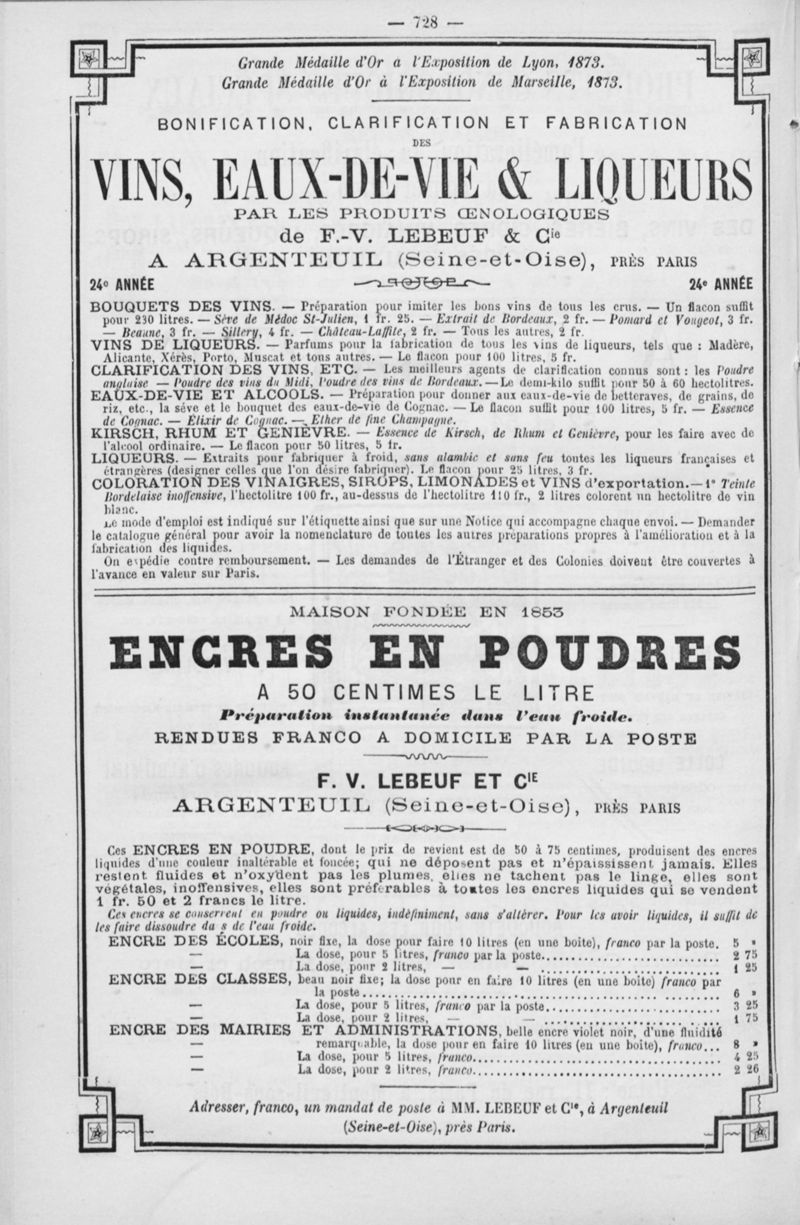 — 728 —
Grande Médaille d'Or a l'Exposition de Lyon, 1873.
Grande Médaille d'Or à l'Exposition de Marseille, 1873.
BONIFICATION, CLARIFICATION ET FABRICATION
DES
VINS, EAUX-DE-VIE & LIQUEURS
PAR LES PRODUITS ŒNOLOGIQUES
de F.-V. LEBEUF & Cie
A ARGENTEUIL (Seine-et-Oise), PRÈS PARIS
24e ANNÉE 24e ANNÉE
BOUQUETS DES VINS. — Préparation pour imiter les bons vins de tous les crus. — Un flacon suffit
pour 230 litres. — Sève de Médoc St-Julien, 1 fr. 25. — Extrait de Bordeaux, 2 fr. — Pomard et Vougeot, 3 fr.
— Beaune, 3 fr. — Sillery, 4 fr. — Château-Laffite, 2 fr. — Tous les autres, 2 fr.
VINS DE LIQUEURS. — Parfums pour la fabrication de tous les vins de liqueurs, tels que : Madère,
Alicante, Xérès, Porto, Muscat et tous autres. — Le flacon pour 100 litres, 5 fr.
CLARIFICATION DES VINS, ETC. — Les meilleurs agents de clarification connus sont : les Poudre
anglaise — Poudre des vins du Midi, Poudre des vins de Bordeaux. — Le demi-kilo suffit pour 50 à 60 hectolitres.
EAUX-DE-VIE ET ALCOOLS. — Préparation pour donner aux eaux-de-vie de betteraves, de grains, de
riz, etc., la séve et le bouquet des eaux-de-vie de Cognac. — Le flacon suffit pour 100 litres, 5 fr. — Essence
de Cognac. — Elixir de Cognac. — Ether de fine Champagne.
KIRSCH, RHUM ET GENIEVRE. — Essence de Kirsch, de Rhum et Genièvre, pour les faire avec de
l'alcool ordinaire. — Le flacon pour 50 litres, 5 fr.
LIQUEURS. — Extraits pour fabriquer à froid, sans alambic et sans feu toutes les liqueurs françaises et
étrangères (designer celles que l'on désire fabriquer). Le flacon pour 25 litres, 3 fr.
COLORATION DES VINAIGRES, SIROPS, LIMONADES et VINS d'exportation. — 1° Teinte
Bordelaise inoffensive, l'hectolitre 100 fr., au-dessus de l'hectolitre 110 fr., 2 litres colorent un hectolitre de vin
blanc.
Le mode d'emploi est indiqué sur l'étiquette ainsi que sur une Notice qui accompagne chaque envoi. — Demander
le catalogue général pour avoir la nomenclature de toutes les autres préparations propres à l'amélioration et à la
fabrication des liquides.
On expédie contre remboursement. — Les demandes de l'Étranger et des Colonies doivent être couvertes à
l'avance en valeur sur Paris.
MAISON FONDÉE EN 1853
ENCRES EN POUDRES
A 50 CENTIMES LE LITRE
Préparation instantanée dans l'eau froide.
RENDUES FRANCO A DOMICILE PAR LA POSTE
F. V. LEBEUF ET CIE
ARGENTEUIL (Seine-et-Oise), PRÈS PARIS
Ces ENCRES EN POUDRE, dont le prix de revient est de 50 à 75 centimes, produisent des encres
liquides d'une couleur inaltérable et foncée; qui ne déposent pas et n'épaississent jamais. Elles
restent fluides et n'oxydent pas les plumes, elles ne tachent pas le linge, elles sont
végétales, inoffensives, elles sont préférables à toutes les encres liquides qui se vendent
1 fr. 50 et 2 francs le litre.
Ces encres se conservent en poudre ou liquides, indéfiniment, sans s'altérer. Pour les avoir liquides, il suffit de
les faire dissoudre da s de l'eau froide.
ENCRE DES ÉCOLES, noir fixe, la dose pour faire 10 litres (en une boite), franco par la poste. 5 »
— La dose, pour 5 litres, franco par la poste........ 2 75
— La dose, pour 2 litres, — — ........ 1 25
ENCRE DES CLASSES, beau noir fixe; la dose pour en faire 10 litres (en une boite) franco par
la poste........ 6 »
— La dose, pour 5 litres, franco par la poste........ 3 25
— La dose, pour 2 litres, — — ........ 1 75
ENCRE DES MAIRIES ET ADMINISTRATIONS, belle encre violet noir, d'une fluidité
— remarquable, la dose pour en faire 10 litres (en une boite), franco... 8 »
— La dose, pour 5 litres, franco........ 4 25
— La dose, pour 2 litres, franco........ 2 26
Adresser, franco, un mandat de poste à MM. LEBEUF et Cie, à Argenteuil
(Seine-et-Oise), près Paris.